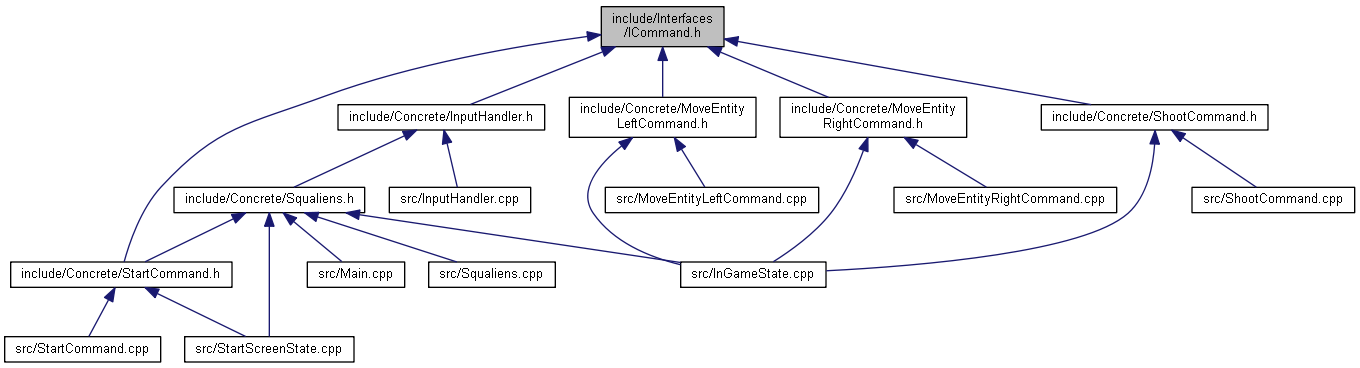 include/Interfaces
/ICommand.h
include/Concrete/InputHandler.h
include/Concrete/MoveEntity
LeftCommand.h
include/Concrete/MoveEntity
RightCommand.h
include/Concrete/ShootCommand.h
include/Concrete/Squaliens.h
src/InputHandler.cpp
src/MoveEntityLeftCommand.cpp
src/MoveEntityRightCommand.cpp
src/ShootCommand.cpp
include/Concrete/StartCommand.h
src/Main.cpp
src/Squaliens.cpp
src/InGameState.cpp
src/StartCommand.cpp
src/StartScreenState.cpp